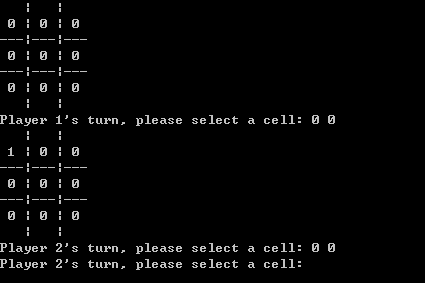 ¦   ¦
 0 ¦ 0 ¦ 0
---¦---¦---
 0 ¦ 0 ¦ 0
---¦---¦---
 0 ¦ 0 ¦ 0
   ¦   ¦
Player 1's turn, please select a cell: 0 0
   ¦   ¦
 1 ¦ 0 ¦ 0
---¦---¦---
 0 ¦ 0 ¦ 0
---¦---¦---
 0 ¦ 0 ¦ 0
   ¦   ¦
Player 2's turn, please select a cell: 0 0
Player 2's turn, please select a cell: